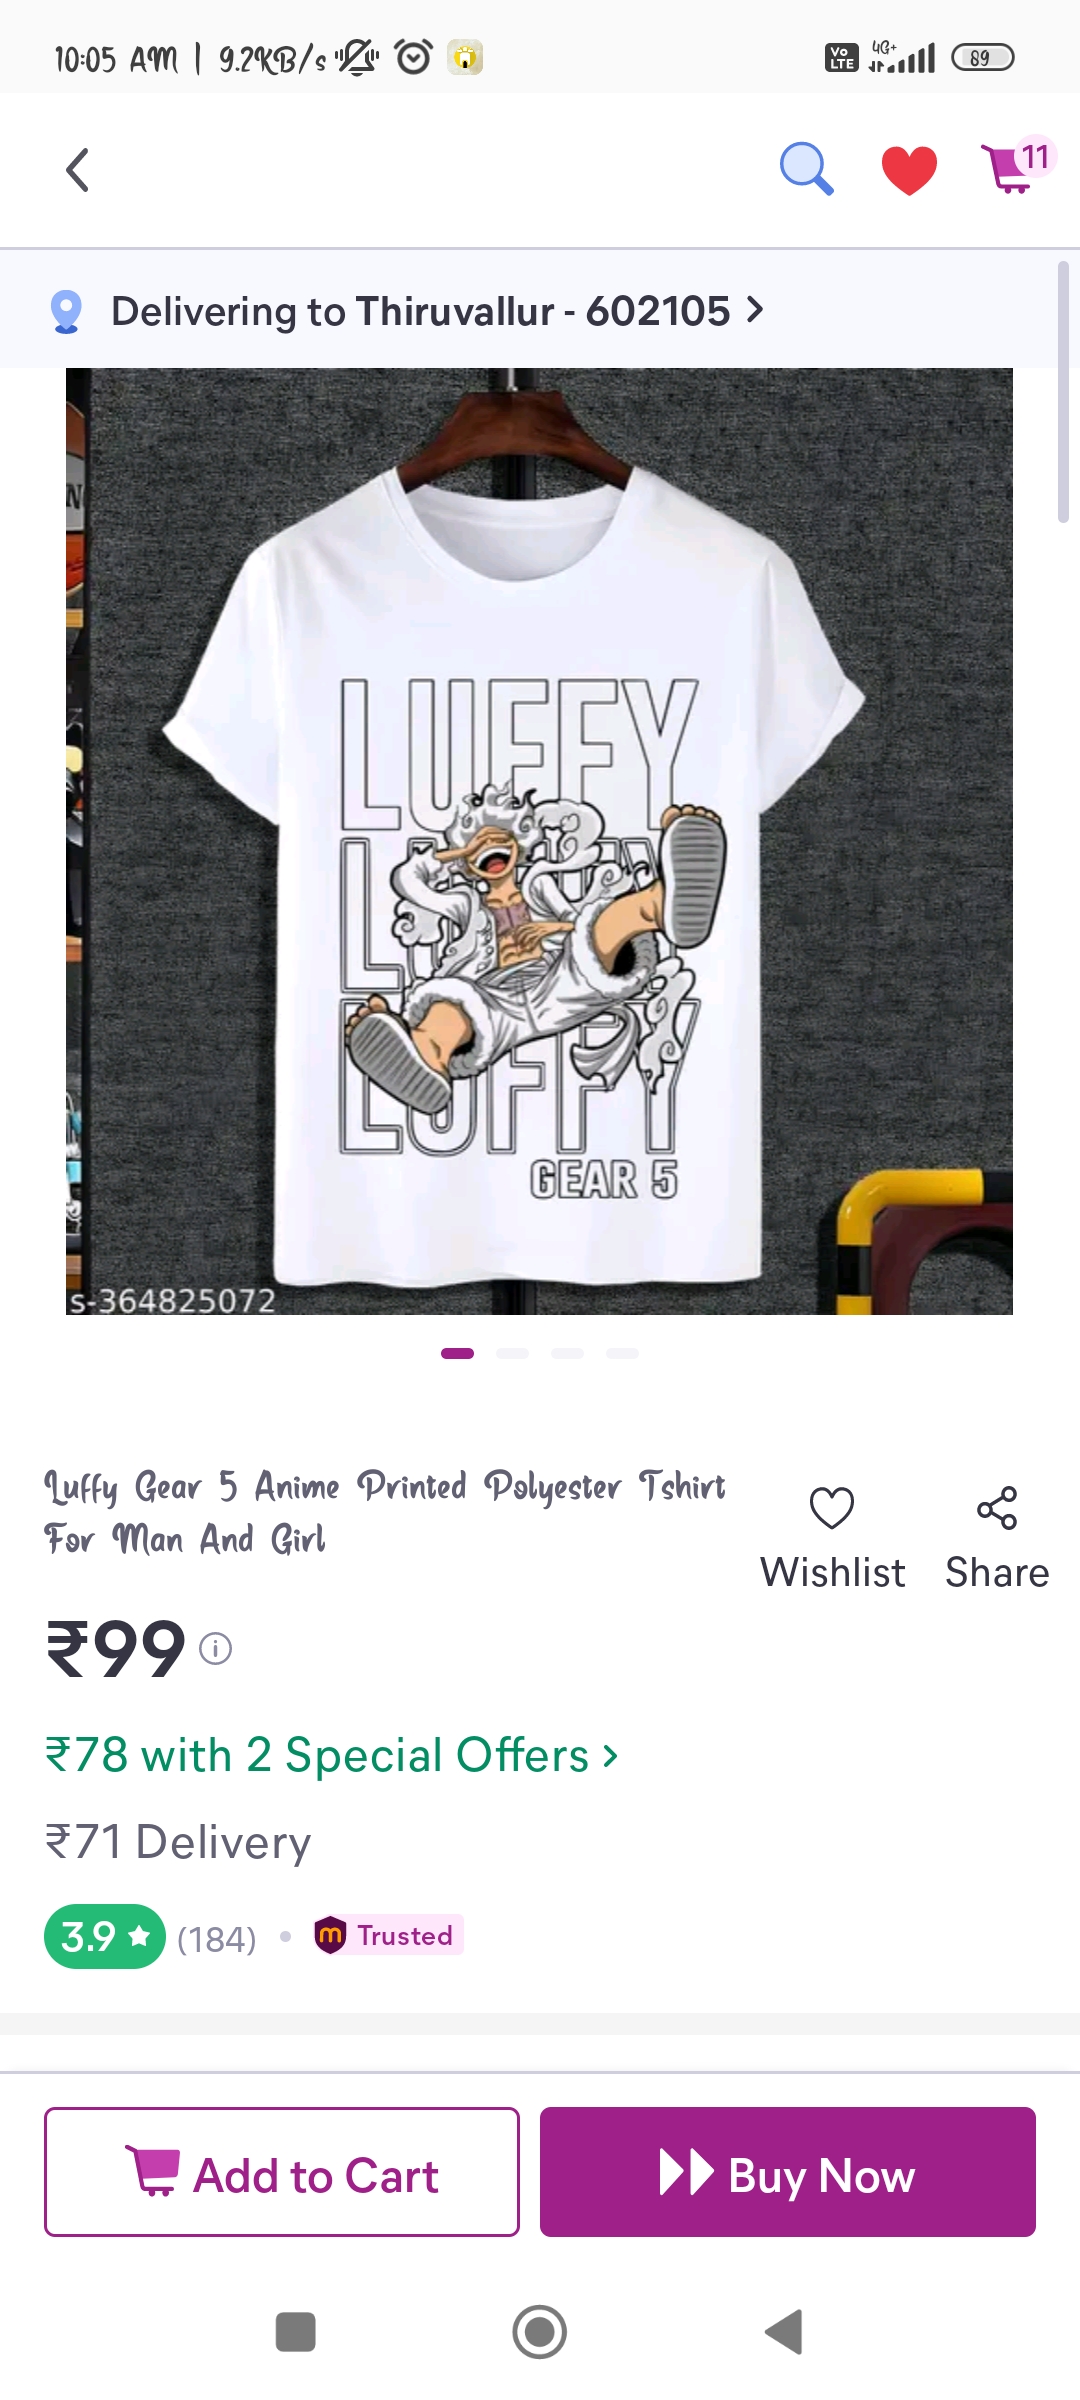 10:05 AM | 9.2KB/s
Vo LTE 4G+ 89
11
Delivering to Thiruvallur - 602105
LUFFY
LUFFY
GEAR 5
s-364825072
Luffy Gear 5 Anime Printed Polyester Tshirt
For Man And Girl
₹99
₹78 with 2 Special Offers
₹71 Delivery
3.9 (184) • m Trusted
Wishlist
Share
Add to Cart
Buy Now